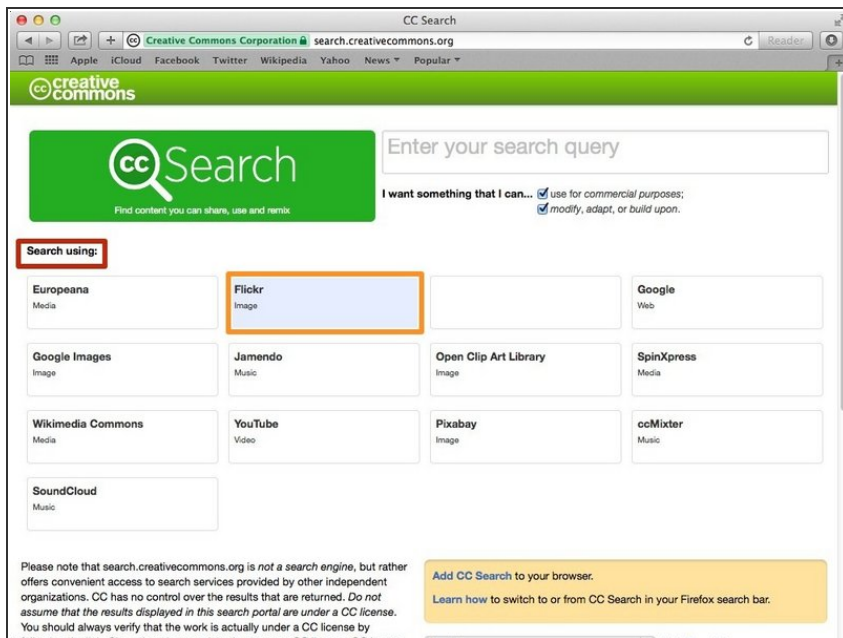 CC Search
Creative Commons Corporation search.creativecommons.org
Reader
Apple iCloud Facebook Twitter Wikipedia Yahoo News Popular
cc creative commons
cc Search
Find content you can share, use and remix
Enter your search query
I want something that I can... use for commercial purposes;
modify, adapt, or build upon.
Search using:
Europeana
Media
Flickr
Image
Google
Web
Google Images
Image
Jamendo
Music
Open Clip Art Library
Image
SpinXpress
Media
Wikimedia Commons
Media
YouTube
Video
Pixabay
Image
ccMixter
Music
SoundCloud
Music
Please note that search.creativecommons.org is not a search engine, but rather
offers convenient access to search services provided by other independent
organizations. CC has no control over the results that are returned. Do not
assume that the results displayed in this search portal are under a CC license.
You should always verify that the work is actually under a CC license by
Add CC Search to your browser.
Learn how to switch to or from CC Search in your Firefox search bar.